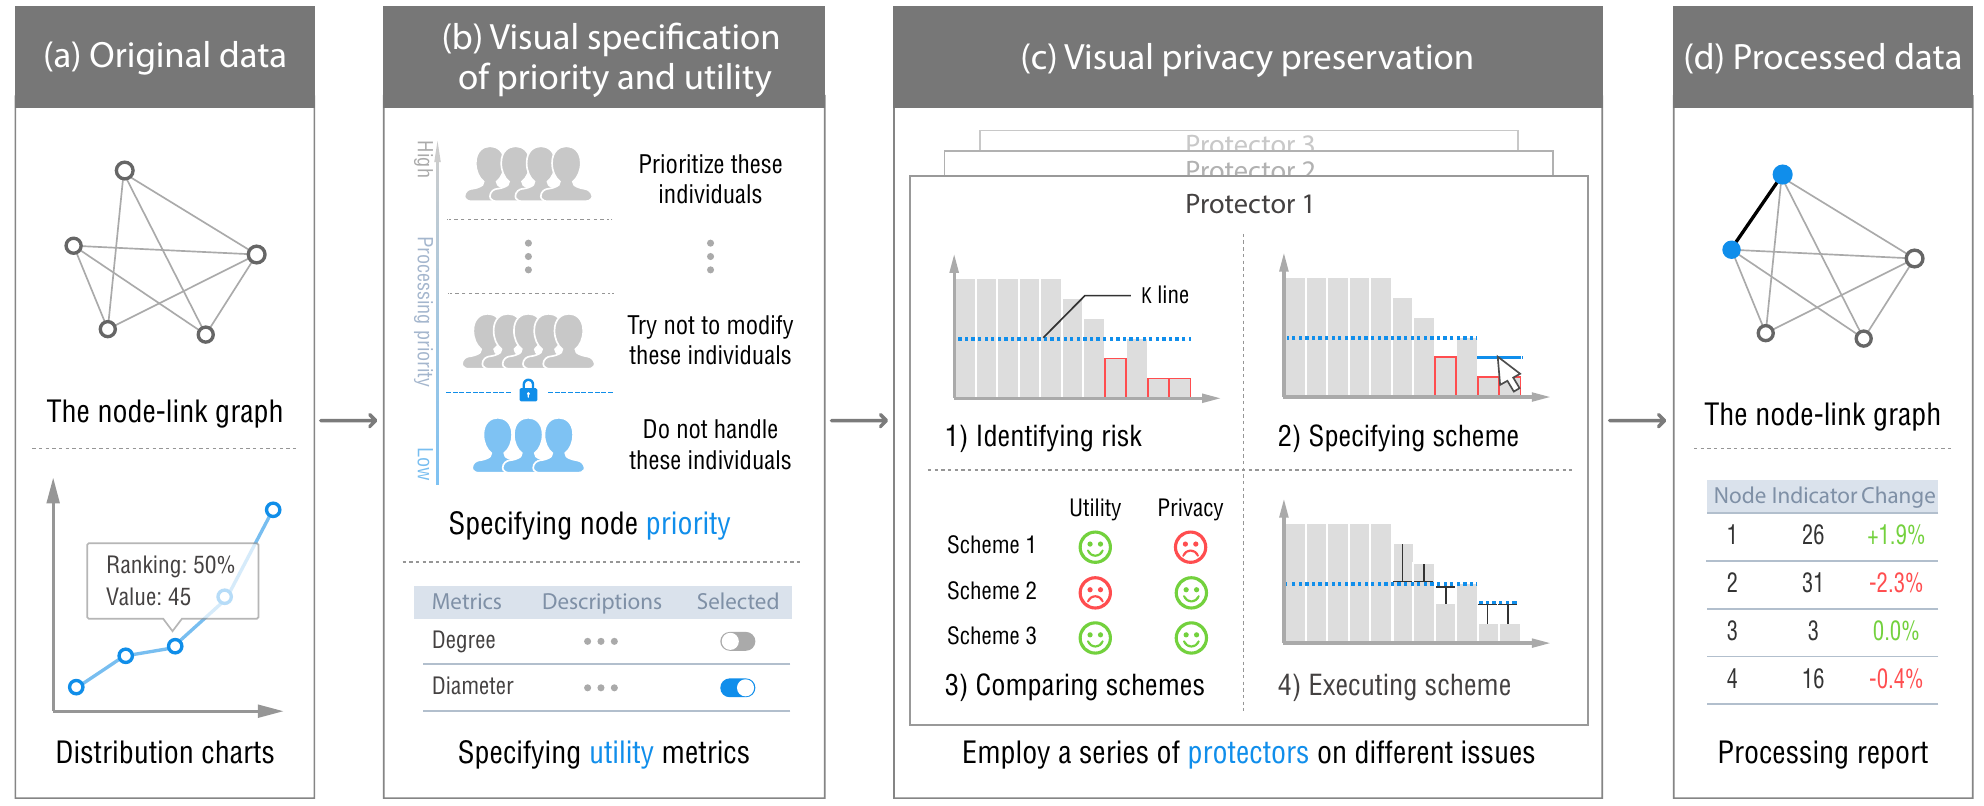 (a) Original data
The node-link graph
Ranking: 50%
Value: 45
Distribution charts
(b) Visual specification
of priority and utility
High
Processing priority
Low
Prioritize these
individuals
Try not to modify
these individuals
Do not handle
these individuals
Specifying node priority
Metrics Descriptions Selected
Degree
Diameter
Specifying utility metrics
(c) Visual privacy preservation
Protector 3
Protector 2
Protector 1
K line
1) Identifying risk
2) Specifying scheme
Utility Privacy
Scheme 1
Scheme 2
Scheme 3
3) Comparing schemes
4) Executing scheme
Employ a series of protectors on different issues
(d) Processed data
The node-link graph
Node Indicator Change
1 26 +1.9%
2 31 -2.3%
3 3 0.0%
4 16 -0.4%
Processing report